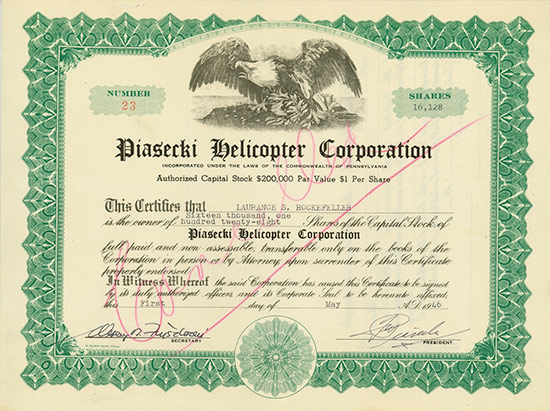 NUMBER
23
SHARES
16,128
Piasecki Helicopter Corporation
INCORPORATED UNDER THE LAWS OF THE COMMONWEALTH OF PENNSYLVANIA
Authorized Capital Stock $200,000 Par Value $1 Per Share
This Certifies that LAURANCE S. ROCKEFELLER
is the owner of Sixteen thousand, one hundred twenty-eight Shares of the Capital Stock of
Piasecki Helicopter Corporation
full paid and non assessable, transferable only on the books of the
Corporation in person or by Attorney upon surrender of this Certificate
properly endorsed.
In Witness Whereof the said Corporation has caused this Certificate to be signed
by its duly authorized officers and its Corporate Seal to be hereunto affixed,
this First day of May A.D. 1946
SECRETARY
PRESIDENT